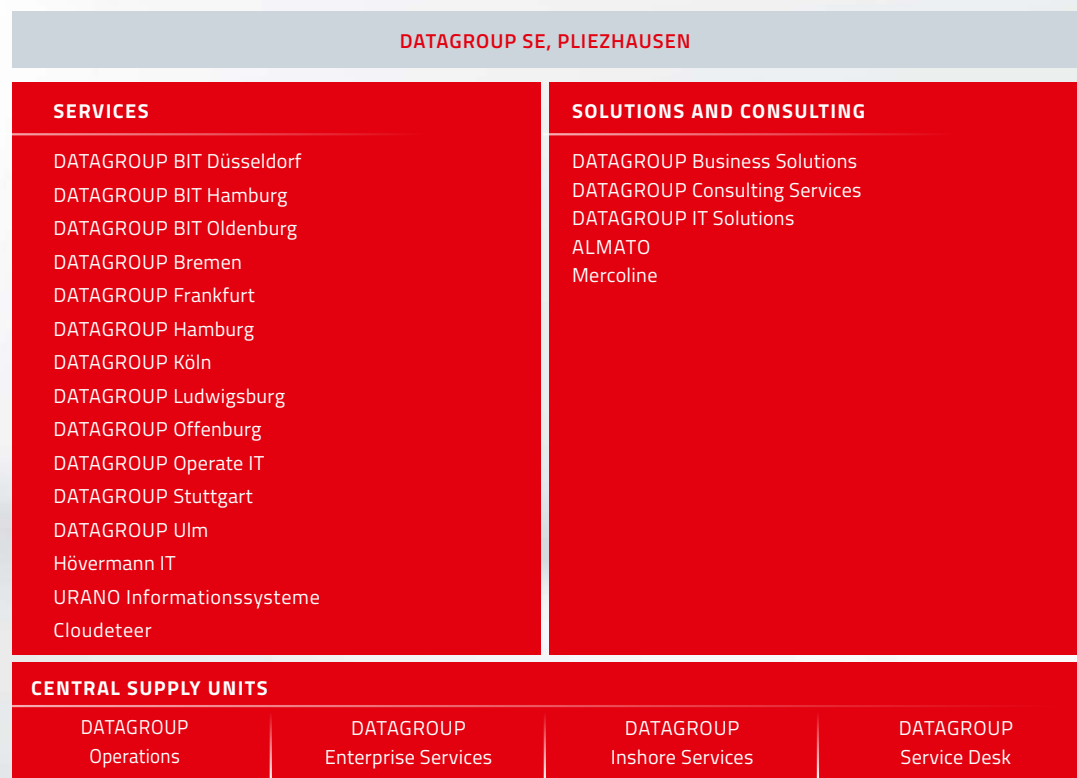 DATAGROUP SE, PLIEZHAUSEN
SERVICES
DATAGROUP BIT Düsseldorf
DATAGROUP BIT Hamburg
DATAGROUP BIT Oldenburg
DATAGROUP Bremen
DATAGROUP Frankfurt
DATAGROUP Hamburg
DATAGROUP Köln
DATAGROUP Ludwigsburg
DATAGROUP Offenburg
DATAGROUP Operate IT
DATAGROUP Stuttgart
DATAGROUP Ulm
Hövermann IT
URANO Informationssysteme
Cloudeteer
SOLUTIONS AND CONSULTING
DATAGROUP Business Solutions
DATAGROUP Consulting Services
DATAGROUP IT Solutions
ALMATO
Mercoline
CENTRAL SUPPLY UNITS
DATAGROUP
Operations
DATAGROUP
Enterprise Services
DATAGROUP
Inshore Services
DATAGROUP
Service Desk